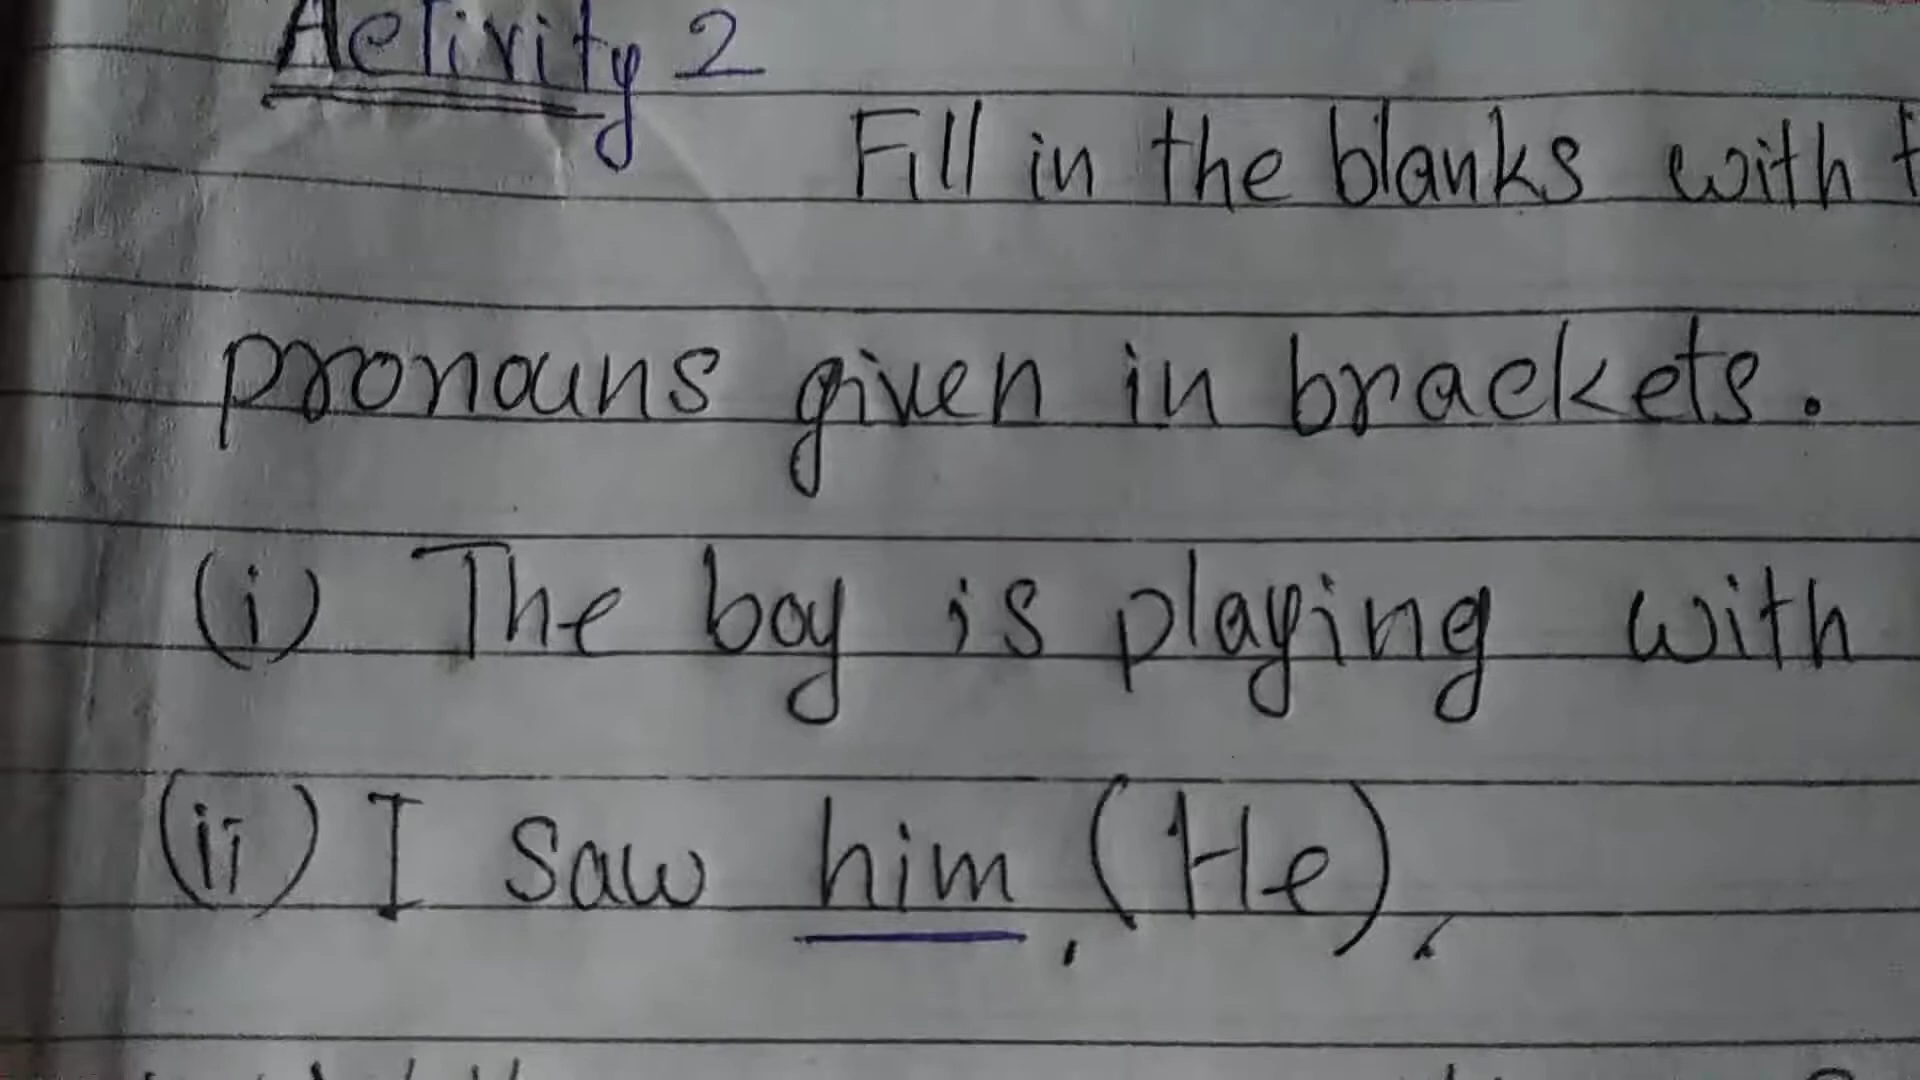 Activity 2
Fill in the blanks with
pronouns given in brackets.
(i) The boy is playing with
(ii) I saw him, (He),